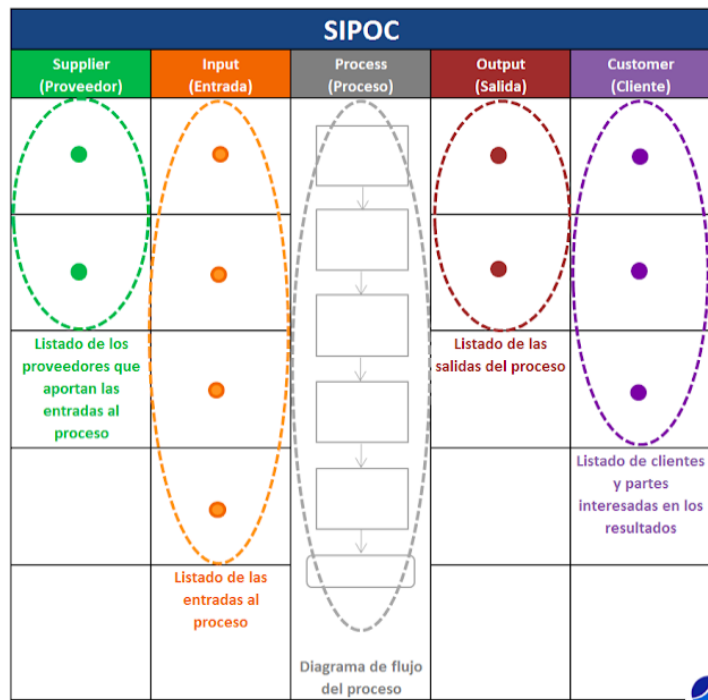 SIPOC
Supplier
(Proveedor)
Input
(Entrada)
Process
(Proceso)
Output
(Salida)
Customer
(Cliente)
Listado de los
proveedores que
aportan las
entradas al
proceso
Listado de las
entradas al
proceso
Diagrama de flujo
del proceso
Listado de las
salidas del proceso
Listado de clientes
y partes
interesadas en los
resultados